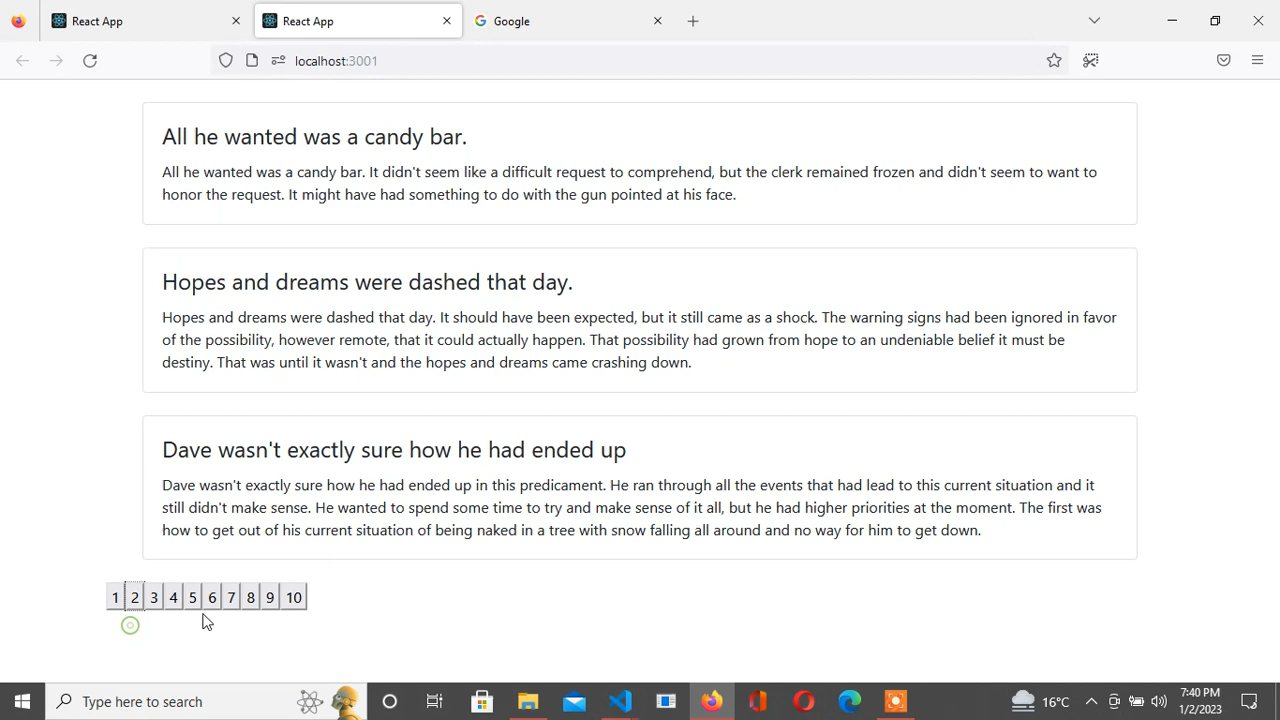 React App
React App
Google
localhost:3001
All he wanted was a candy bar.
All he wanted was a candy bar. It didn't seem like a difficult request to comprehend, but the clerk remained frozen and didn't seem to want to
honor the request. It might have had something to do with the gun pointed at his face.
Hopes and dreams were dashed that day.
Hopes and dreams were dashed that day. It should have been expected, but it still came as a shock. The warning signs had been ignored in favor
of the possibility, however remote, that it could actually happen. That possibility had grown from hope to an undeniable belief it must be
destiny. That was until it wasn't and the hopes and dreams came crashing down.
Dave wasn't exactly sure how he had ended up
Dave wasn't exactly sure how he had ended up in this predicament. He ran through all the events that had lead to this current situation and it
still didn't make sense. He wanted to spend some time to try and make sense of it all, but he had higher priorities at the moment. The first was
how to get out of his current situation of being naked in a tree with snow falling all around and no way for him to get down.
1 2 3 4 5 6 7 8 9 10
Type here to search
16°C
7:40 PM
1/2/2023